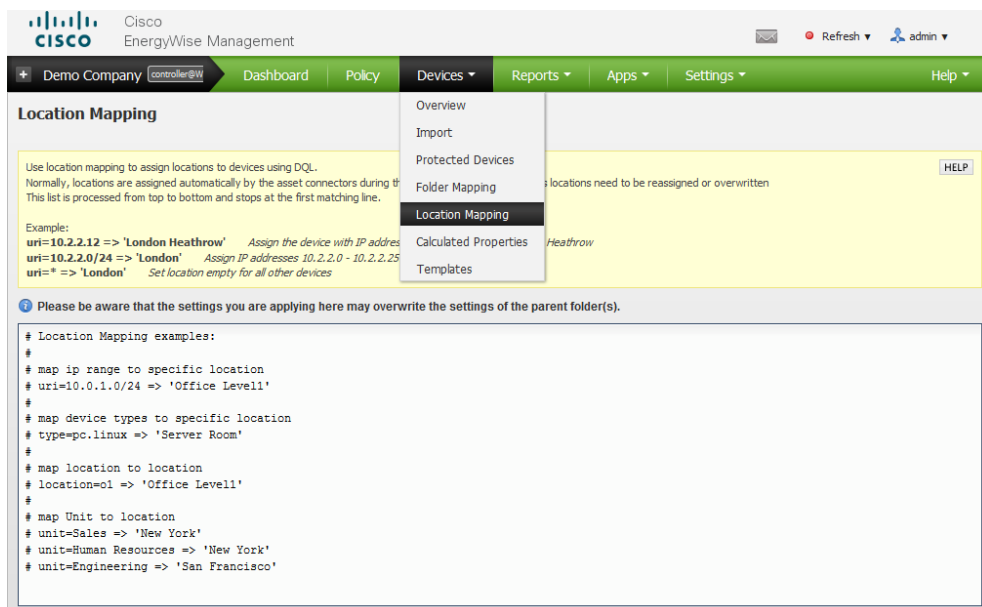 CISCO
Cisco
EnergyWise Management
Refresh
admin
+ Demo Company controller@W
Dashboard
Policy
Devices
Reports
Apps
Settings
Help
Overview
Import
Protected Devices
Folder Mapping
Location Mapping
Calculated Properties
Templates
Location Mapping
HELP
Use location mapping to assign locations to devices using DQL.
Normally, locations are assigned automatically by the asset connectors during th locations need to be reassigned or overwritten
This list is processed from top to bottom and stops at the first matching line.
Example:
uri=10.2.2.12 => 'London Heathrow' Assign the device with IP addres Heathrow
uri=10.2.2.0/24 => 'London' Assign IP addresses 10.2.2.0 - 10.2.2.25
uri=* => 'London' Set location empty for all other devices
Please be aware that the settings you are applying here may overwrite the settings of the parent folder(s).
# Location Mapping examples:
#
# map ip range to specific location
# uri=10.0.1.0/24 => 'Office Level1'
#
# map device types to specific location
# type=pc.linux => 'Server Room'
#
# map location to location
# location=o1 => 'Office Level1'
#
# map Unit to location
# unit=Sales => 'New York'
# unit=Human Resources => 'New York'
# unit=Engineering => 'San Francisco'